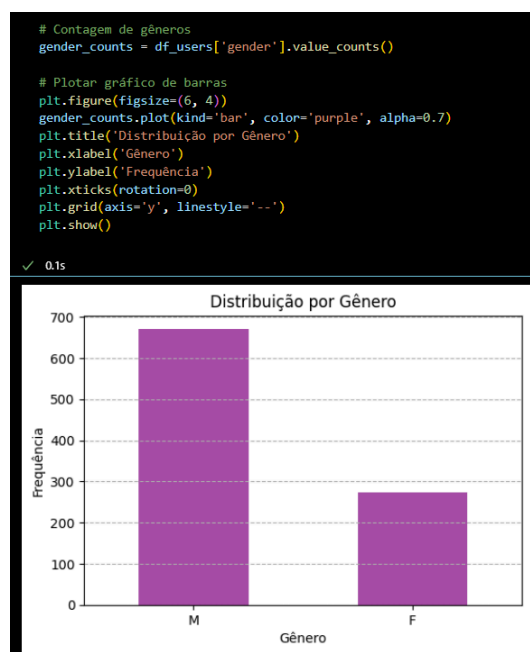 # Contagem de gêneros
gender_counts = df_users['gender'].value_counts()
# Plotar gráfico de barras
plt.figure(figsize=(6, 4))
gender_counts.plot(kind='bar', color='purple', alpha=0.7)
plt.title('Distribuição por Gênero')
plt.xlabel('Gênero')
plt.ylabel('Frequência')
plt.xticks(rotation=0)
plt.grid(axis='y', linestyle='--')
plt.show()
✓ 0.1s
Distribuição por Gênero
700
600
500
400
300
200
100
0
Frequência
M F
Gênero